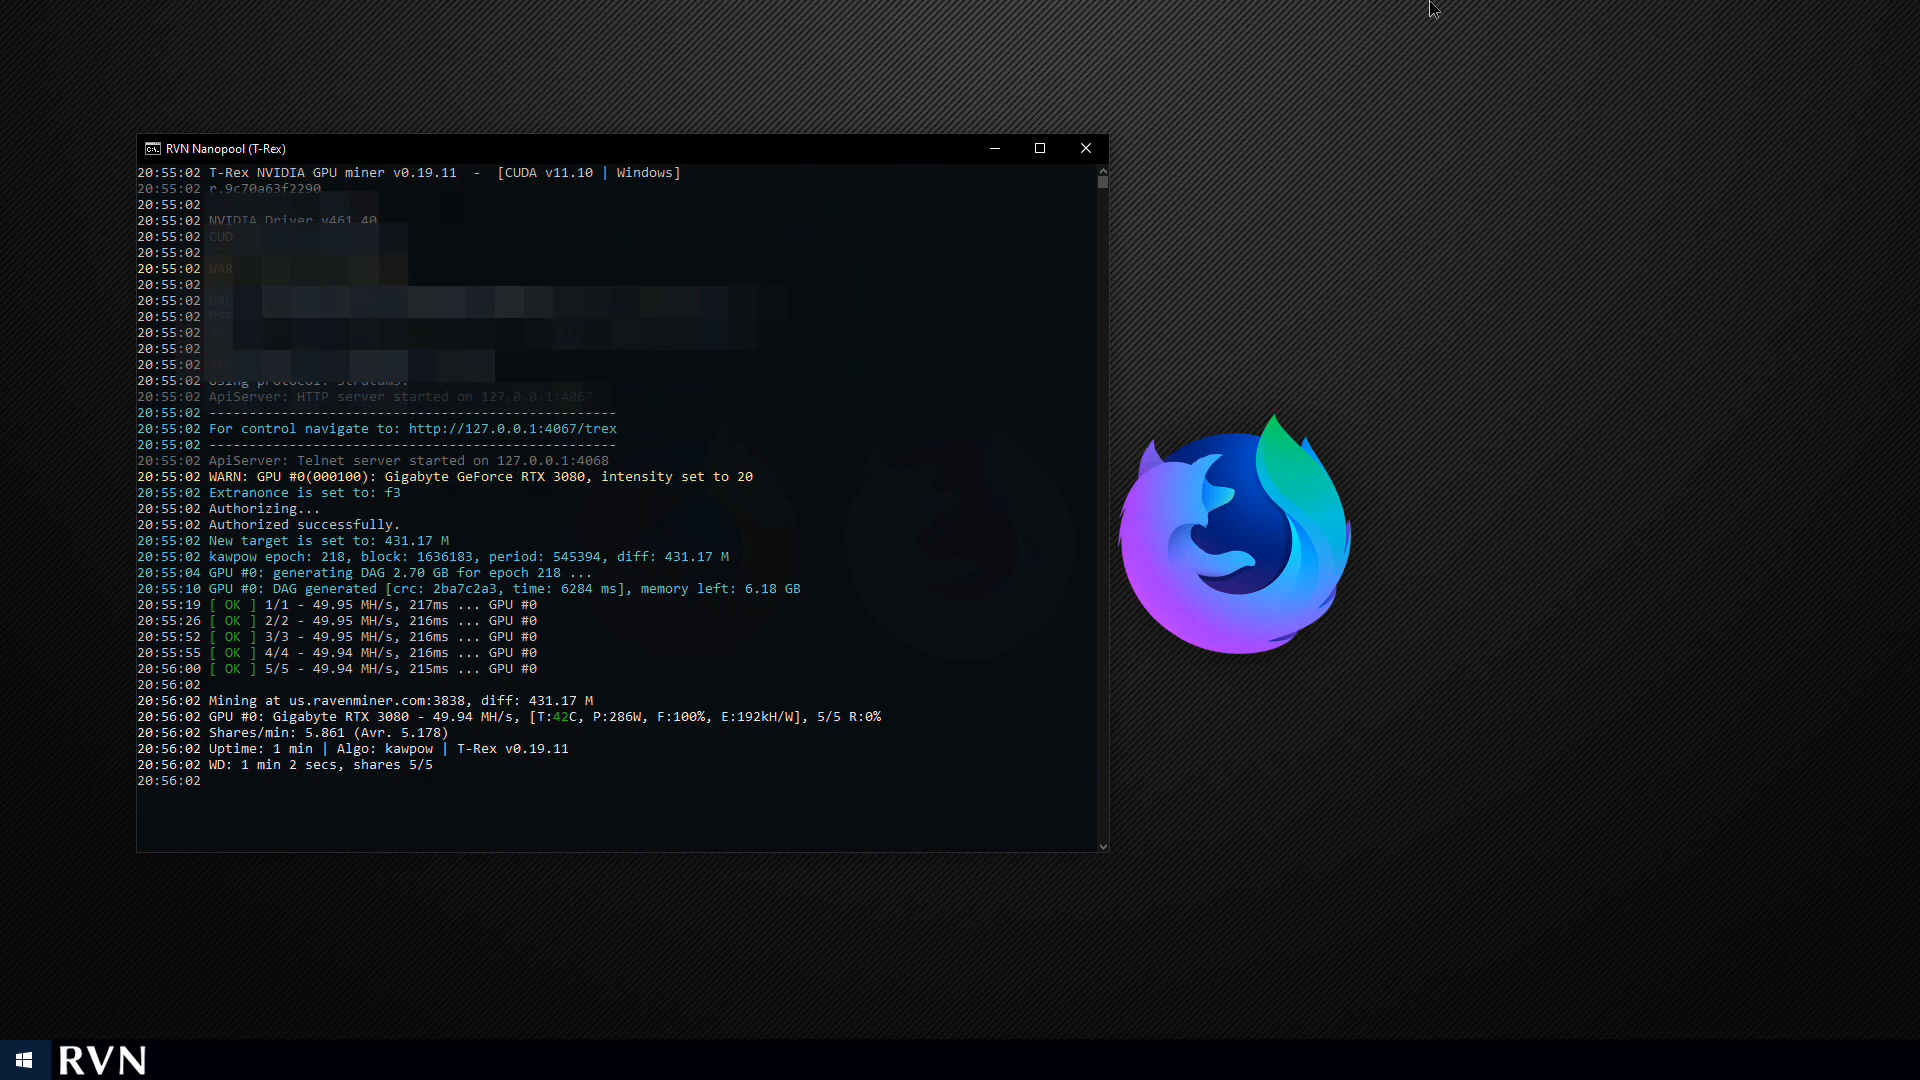 RVN Nanopool (T-Rex)
20:55:02 T-Rex NVIDIA GPU miner v0.19.11 - [CUDA v11.10 | Windows]
20:55:02 r.9c70a63f2290
20:55:02
20:55:02 NVIDIA Driver v461.40
20:55:02 CUD
20:55:02
20:55:02 WAR
20:55:02
20:55:02 URL
20:55:02
20:55:02
20:55:02
20:55:02
20:55:02 Using protocol: stratum3.
20:55:02 ApiServer: HTTP server started on 127.0.0.1:4067
20:55:02 ---------------------------------------------------
20:55:02 For control navigate to: http://127.0.0.1:4067/trex
20:55:02 ---------------------------------------------------
20:55:02 ApiServer: Telnet server started on 127.0.0.1:4068
20:55:02 WARN: GPU #0(000100): Gigabyte GeForce RTX 3080, intensity set to 20
20:55:02 Extranonce is set to: f3
20:55:02 Authorizing...
20:55:02 Authorized successfully.
20:55:02 New target is set to: 431.17 M
20:55:02 kawpow epoch: 218, block: 1636183, period: 545394, diff: 431.17 M
20:55:04 GPU #0: generating DAG 2.70 GB for epoch 218 ...
20:55:10 GPU #0: DAG generated [crc: 2ba7c2a3, time: 6284 ms], memory left: 6.18 GB
20:55:19 [ OK ] 1/1 - 49.95 MH/s, 217ms ... GPU #0
20:55:26 [ OK ] 2/2 - 49.95 MH/s, 216ms ... GPU #0
20:55:52 [ OK ] 3/3 - 49.95 MH/s, 216ms ... GPU #0
20:55:55 [ OK ] 4/4 - 49.94 MH/s, 216ms ... GPU #0
20:56:00 [ OK ] 5/5 - 49.94 MH/s, 215ms ... GPU #0
20:56:02
20:56:02 Mining at us.ravenminer.com:3838, diff: 431.17 M
20:56:02 GPU #0: Gigabyte RTX 3080 - 49.94 MH/s, [T:42C, P:286W, F:100%, E:192kH/W], 5/5 R:0%
20:56:02 Shares/min: 5.861 (Avr. 5.178)
20:56:02 Uptime: 1 min | Algo: kawpow | T-Rex v0.19.11
20:56:02 WD: 1 min 2 secs, shares 5/5
20:56:02
RVN